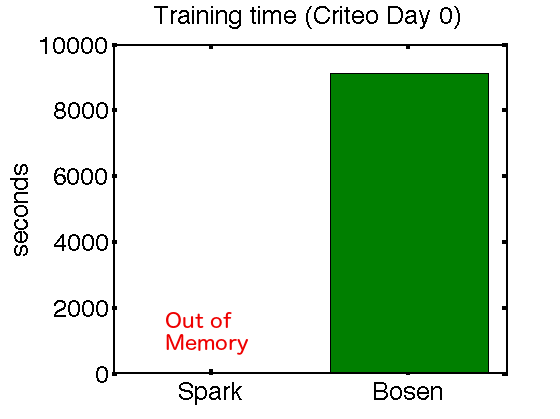 Training time (Criteo Day 0)
10000
8000
6000
4000
2000
0
seconds
Out of
Memory
Spark
Bosen